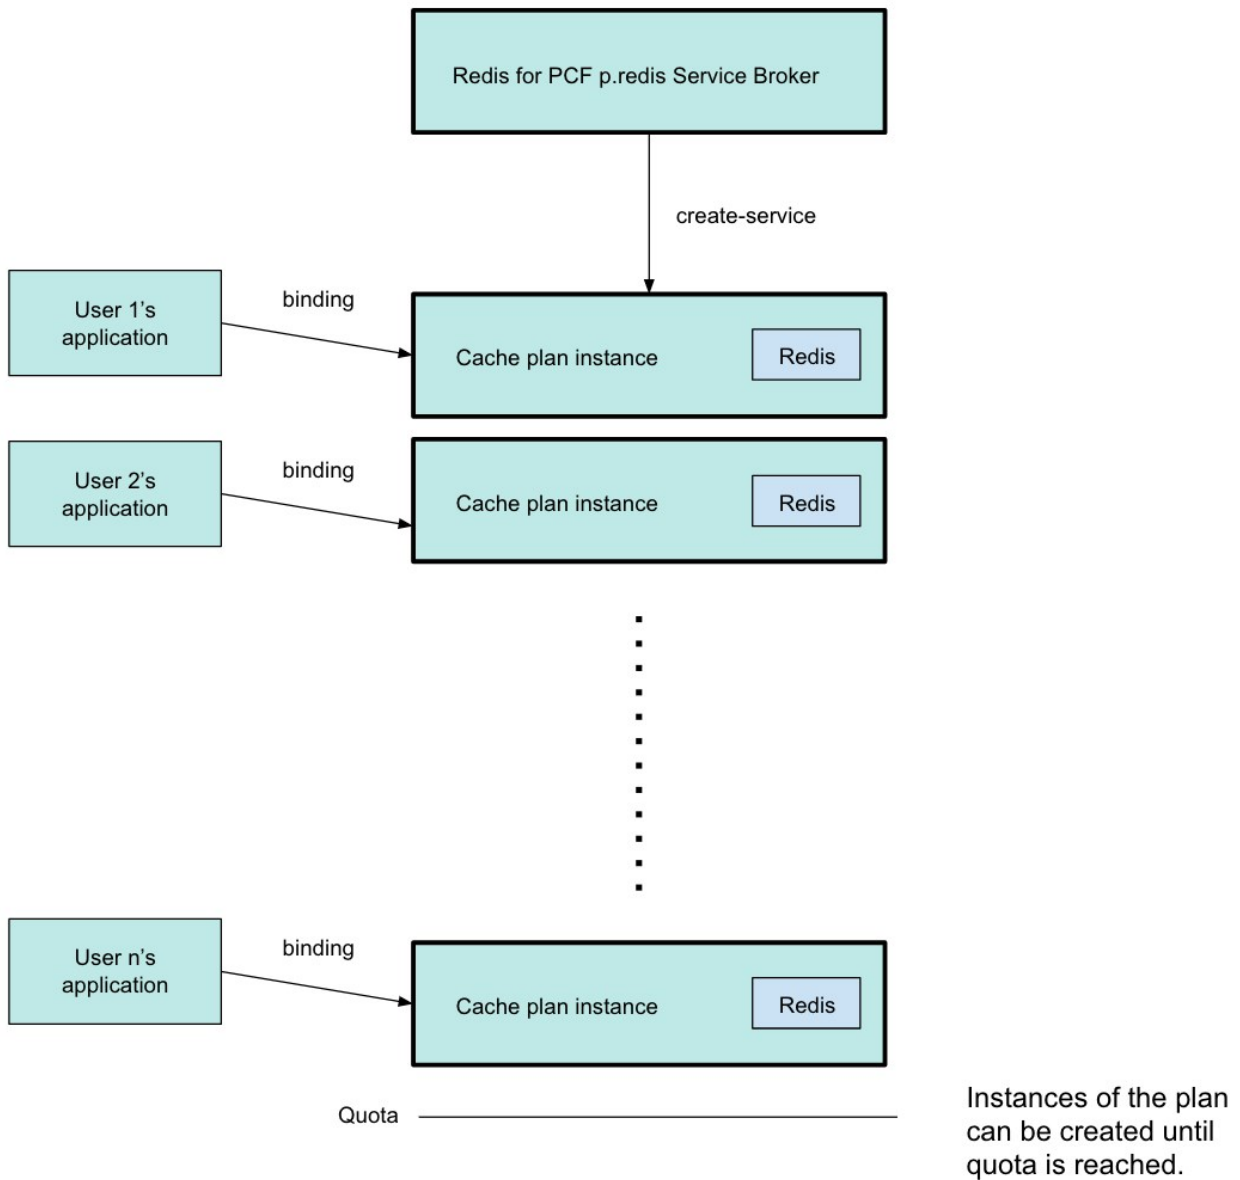 Redis for PCF p.redis Service Broker
create-service
User 1's
application
binding
Cache plan instance
Redis
User 2's
application
binding
Cache plan instance
Redis
User n's
application
binding
Cache plan instance
Redis
Quota
Instances of the plan
can be created until
quota is reached.